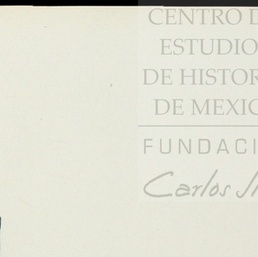 CENTRO D
ESTUDIO
DE HISTOR
DE MEXIC
FUNDACI
Carlos